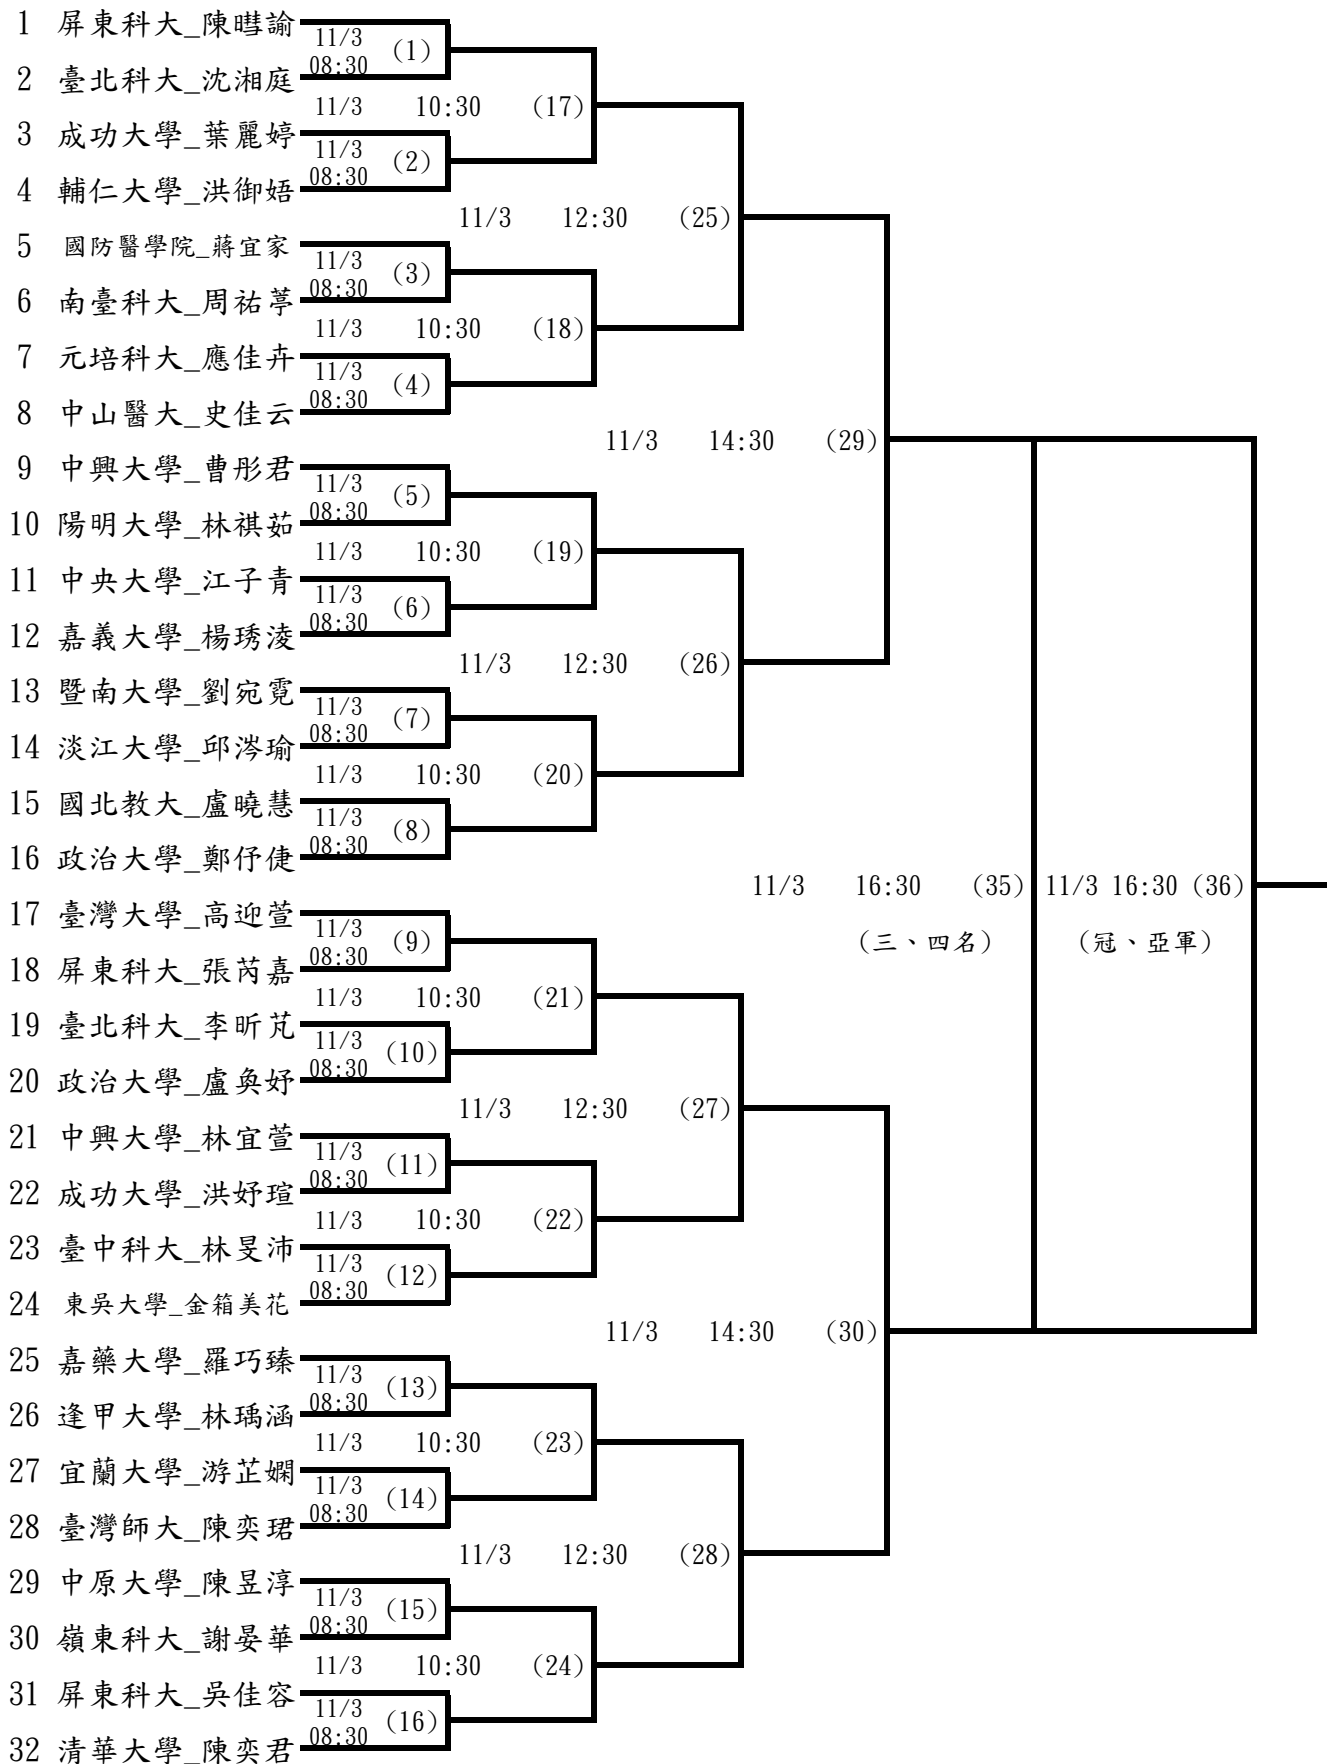 1 屏東科大_陳暳諭
11/3
08:30
(1)
2 臺北科大_沈湘庭
11/3 10:30 (17)
3 成功大學_葉麗婷
11/3
08:30
(2)
4 輔仁大學_洪御娪
11/3 12:30 (25)
5 國防醫學院_蔣宜家
11/3
08:30
(3)
6 南臺科大_周祐葶
11/3 10:30 (18)
7 元培科大_應佳卉
11/3
08:30
(4)
8 中山醫大_史佳云
11/3 14:30 (29)
9 中興大學_曹彤君
11/3
08:30
(5)
10 陽明大學_林祺茹
11/3 10:30 (19)
11 中央大學_江子青
11/3
08:30
(6)
12 嘉義大學_楊琇淩
11/3 12:30 (26)
13 暨南大學_劉宛霓
11/3
08:30
(7)
14 淡江大學_邱涔瑜
11/3 10:30 (20)
15 國北教大_盧曉慧
11/3
08:30
(8)
16 政治大學_鄭伃倢
11/3 16:30 (35) 11/3 16:30 (36)
(三、四名) (冠、亞軍)
17 臺灣大學_高迎萱
11/3
08:30
(9)
18 屏東科大_張芮嘉
11/3 10:30 (21)
19 臺北科大_李昕芃
11/3
08:30
(10)
20 政治大學_盧奐妤
11/3 12:30 (27)
21 中興大學_林宜萱
11/3
08:30
(11)
22 成功大學_洪妤瑄
11/3 10:30 (22)
23 臺中科大_林旻沛
11/3
08:30
(12)
24 東吳大學_金箱美花
11/3 14:30 (30)
25 嘉藥大學_羅巧臻
11/3
08:30
(13)
26 逢甲大學_林瑀涵
11/3 10:30 (23)
27 宜蘭大學_游芷嫻
11/3
08:30
(14)
28 臺灣師大_陳奕珺
11/3 12:30 (28)
29 中原大學_陳昱淳
11/3
08:30
(15)
30 嶺東科大_謝晏華
11/3 10:30 (24)
31 屏東科大_吳佳容
11/3
08:30
(16)
32 清華大學_陳奕君